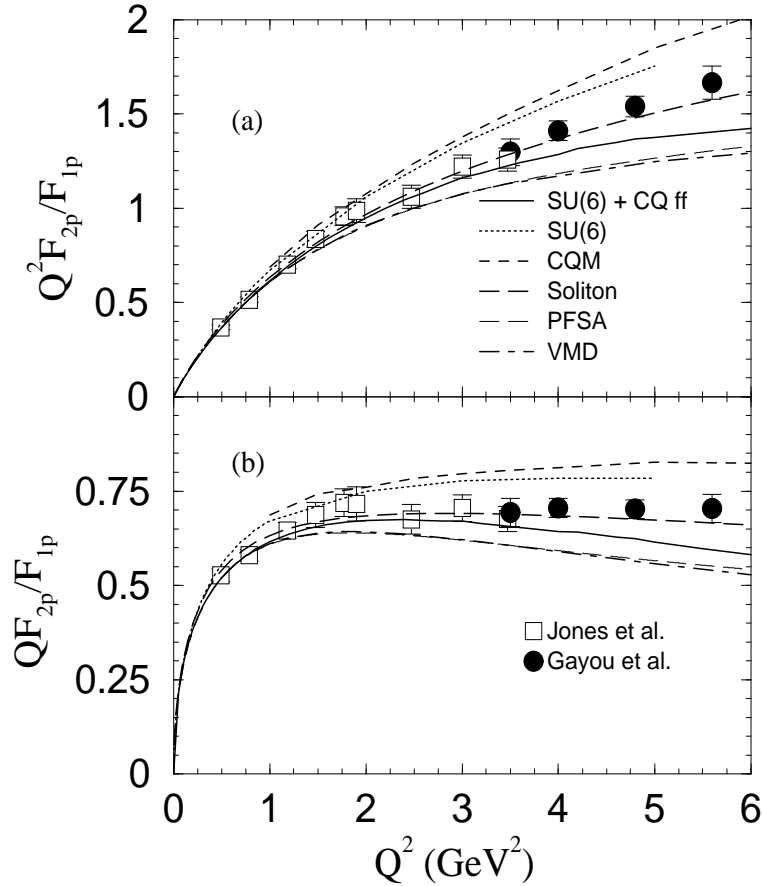 2
1.5
1
0.5
0
Q²F₂ₚ/F₁ₚ
(a)
SU(6) + CQ ff
SU(6)
CQM
Soliton
PFSA
VMD
0.75
0.5
0.25
0
QF₂ₚ/F₁ₚ
(b)
Jones et al.
Gayou et al.
0 1 2 3 4 5 6
Q² (GeV²)